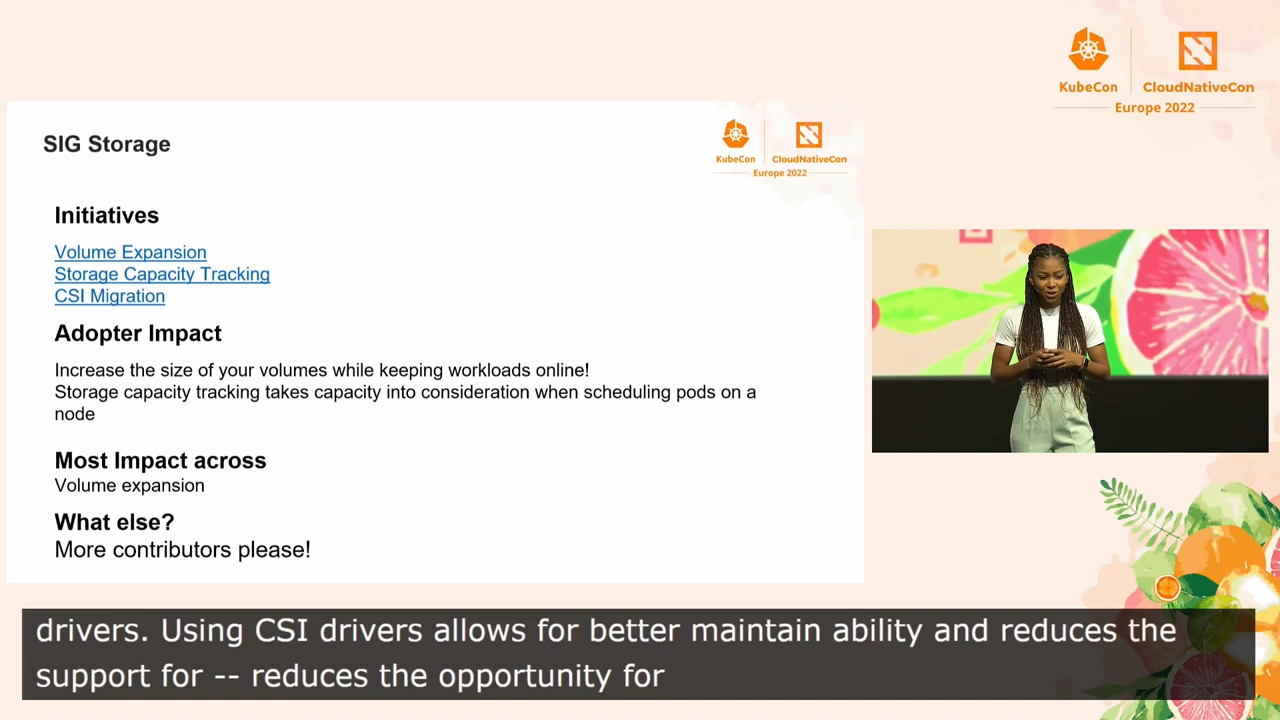 KubeCon
CloudNativeCon
Europe 2022
SIG Storage
KubeCon
CloudNativeCon
Europe 2022
Initiatives
Volume Expansion
Storage Capacity Tracking
CSI Migration
Adopter Impact
Increase the size of your volumes while keeping workloads online!
Storage capacity tracking takes capacity into consideration when scheduling pods on a
node
Most Impact across
Volume expansion
What else?
More contributors please!
drivers. Using CSI drivers allows for better maintain ability and reduces the
support for -- reduces the opportunity for